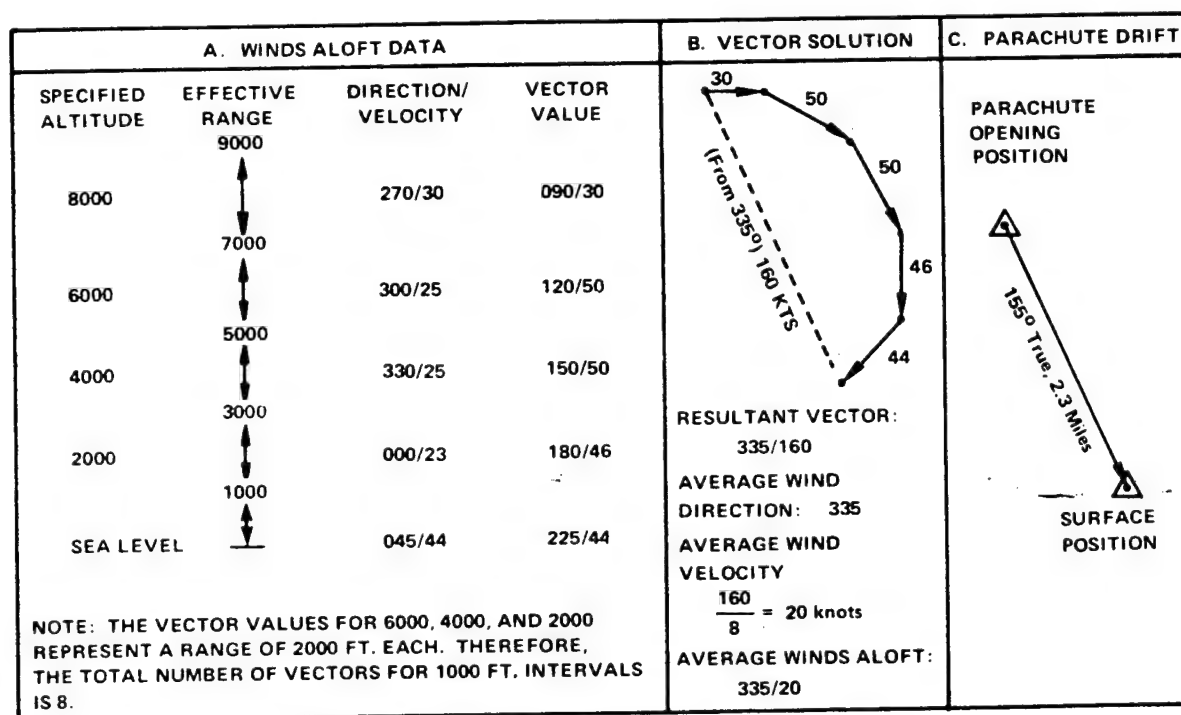 A. WINDS ALOFT DATA
SPECIFIED ALTITUDE EFFECTIVE RANGE DIRECTION/ VELOCITY VECTOR VALUE
9000
8000 270/30 090/30
7000
6000 300/25 120/50
5000
4000 330/25 150/50
3000
2000 000/23 180/46
1000
SEA LEVEL 045/44 225/44
NOTE: THE VECTOR VALUES FOR 6000, 4000, AND 2000
REPRESENT A RANGE OF 2000 FT. EACH. THEREFORE,
THE TOTAL NUMBER OF VECTORS FOR 1000 FT. INTERVALS
IS 8.
B. VECTOR SOLUTION
30
50
50
46
44
(From 335º) 160 KTS
RESULTANT VECTOR:
335/160
AVERAGE WIND
DIRECTION: 335
AVERAGE WIND
VELOCITY
160
8
= 20 knots
AVERAGE WINDS ALOFT:
335/20
C. PARACHUTE DRIFT
PARACHUTE
OPENING
POSITION
155º True, 2.3 Miles
SURFACE
POSITION